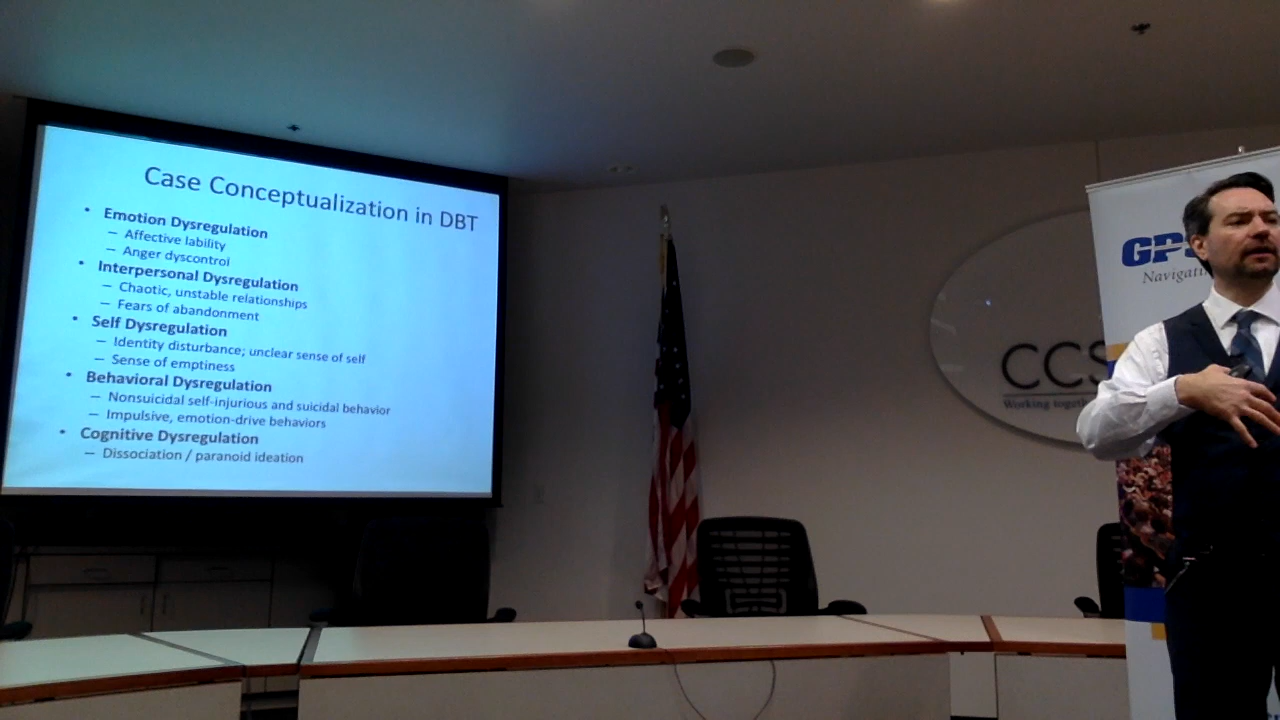 Case Conceptualization in DBT
• Emotion Dysregulation
– Affective lability
– Anger dyscontrol
• Interpersonal Dysregulation
– Chaotic, unstable relationships
– Fears of abandonment
• Self Dysregulation
– Identity disturbance; unclear sense of self
– Sense of emptiness
• Behavioral Dysregulation
– Nonsuicidal self-injurious and suicidal behavior
– Impulsive, emotion-drive behaviors
• Cognitive Dysregulation
– Dissociation / paranoid ideation
CCS
Working
GPS